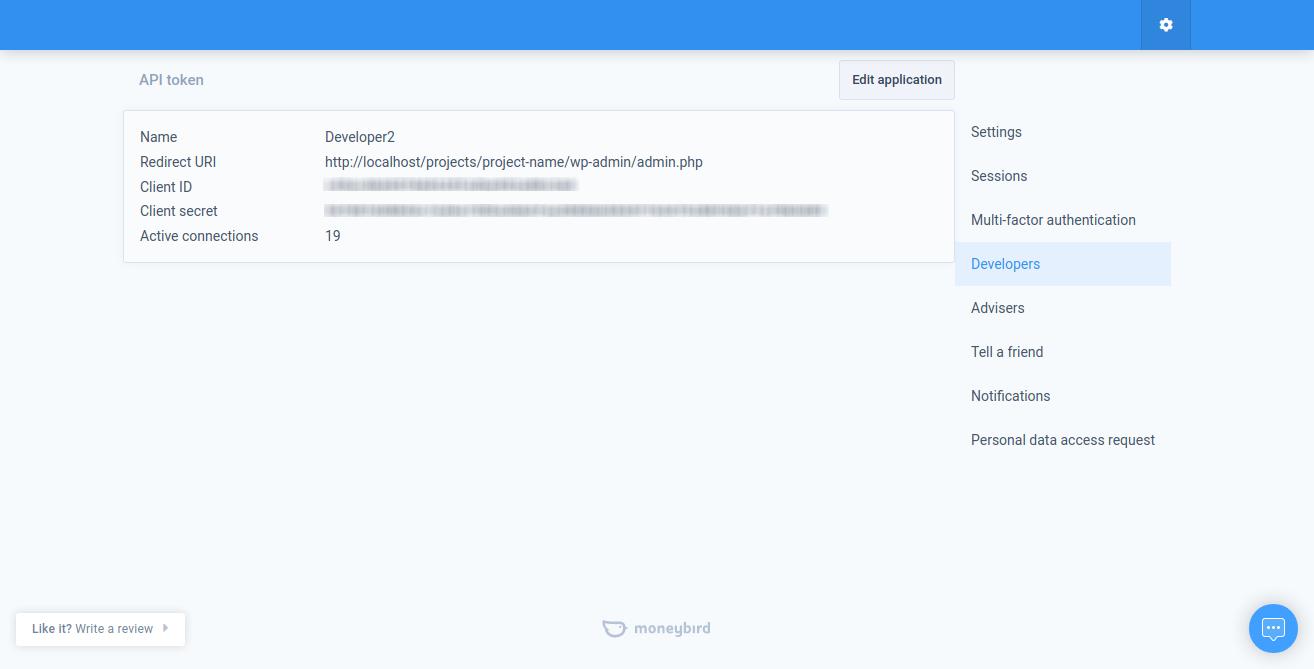 API token
Edit application
Name Developer2
Redirect URI http://localhost/projects/project-name/wp-admin/admin.php
Client ID
Client secret
Active connections 19
Settings
Sessions
Multi-factor authentication
Developers
Advisers
Tell a friend
Notifications
Personal data access request
Like it? Write a review
moneybird